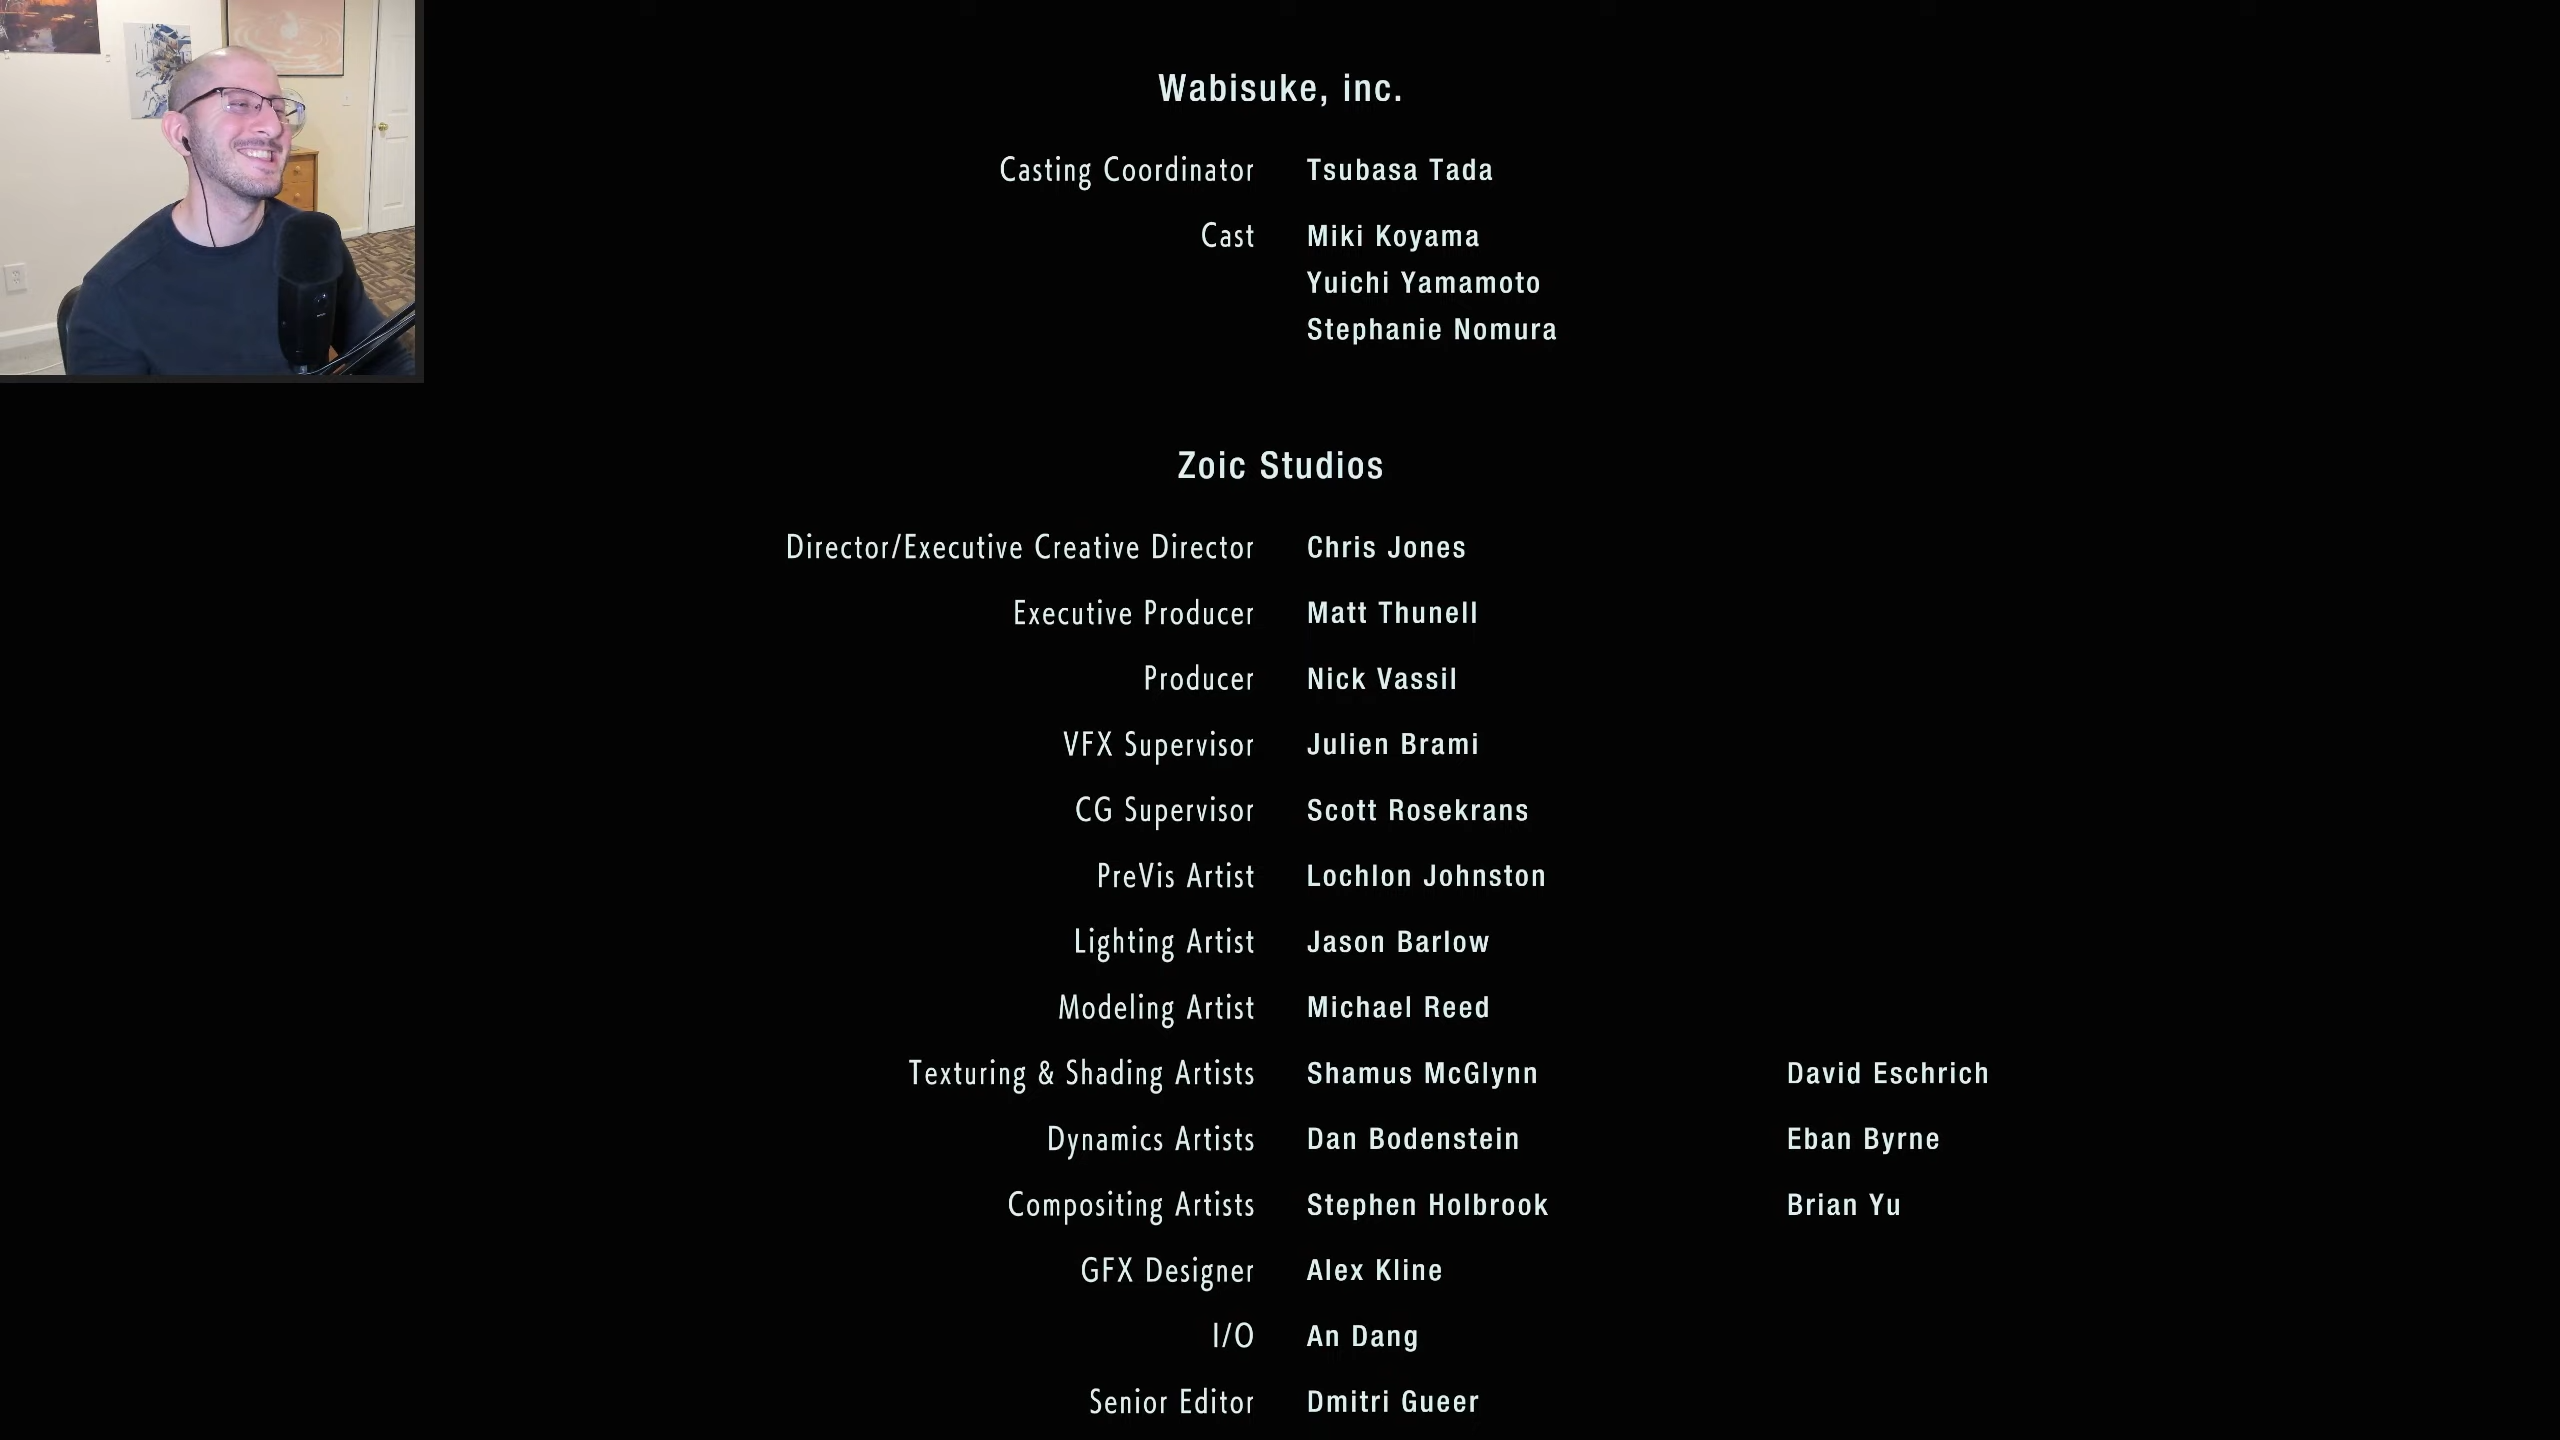 Wabisuke, inc.
Casting Coordinator Tsubasa Tada
Cast Miki Koyama
Yuichi Yamamoto
Stephanie Nomura
Zoic Studios
Director/Executive Creative Director Chris Jones
Executive Producer Matt Thunell
Producer Nick Vassil
VFX Supervisor Julien Brami
CG Supervisor Scott Rosekrans
PreVis Artist Lochlon Johnston
Lighting Artist Jason Barlow
Modeling Artist Michael Reed
Texturing & Shading Artists Shamus McGlynn David Eschrich
Dynamics Artists Dan Bodenstein Eban Byrne
Compositing Artists Stephen Holbrook Brian Yu
GFX Designer Alex Kline
I/O An Dang
Senior Editor Dmitri Gueer